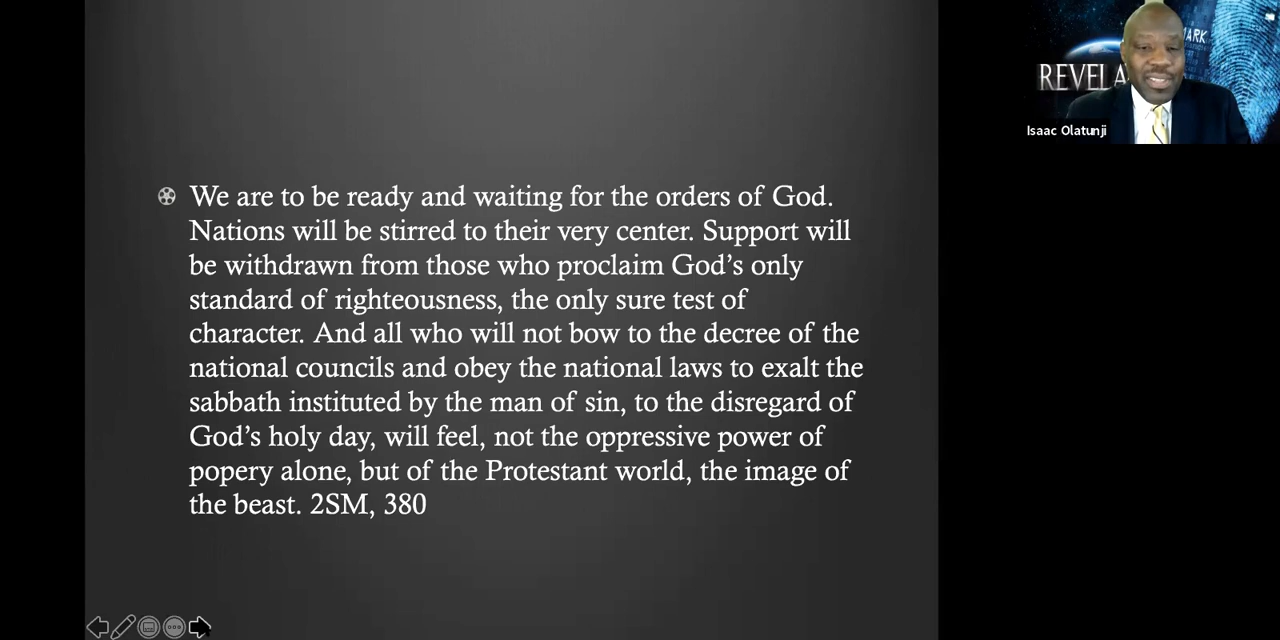 We are to be ready and waiting for the orders of God.
Nations will be stirred to their very center. Support will
be withdrawn from those who proclaim God’s only
standard of righteousness, the only sure test of
character. And all who will not bow to the decree of the
national councils and obey the national laws to exalt the
sabbath instituted by the man of sin, to the disregard of
God’s holy day, will feel, not the oppressive power of
popery alone, but of the Protestant world, the image of
the beast. 2SM, 380
MARK
REVELA
Isaac Olatunji